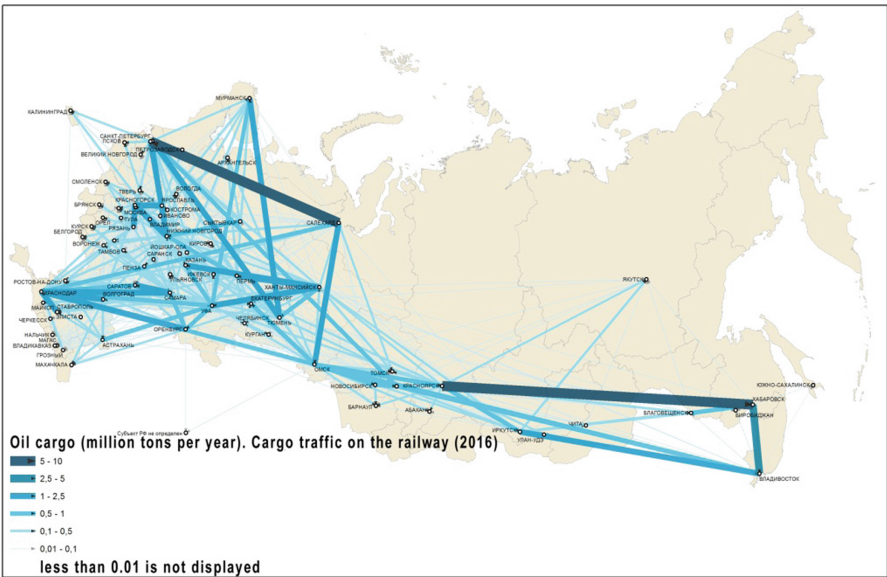 МУРМАНСК
КАЛИНИНГРАД
САНКТ-ПЕТЕРБУРГ
ПСКОВ
ПЕТРОЗАВОДСК
ВЕЛИКИЙ НОВГОРОД
АРХАНГЕЛЬСК
СМОЛЕНСК
ВОЛОГДА
ТВЕРЬ
КРАСНОГОРСК
ЯРОСЛАВЛЬ
БРЯНСК
МОСКВА
КОСТРОМА
ИВАНОВО
ОРЕЛ
ТУЛА
ВЛАДИМИР
СЫКТЫВКАР
САЛЕХАРД
КУРСК
РЯЗАНЬ
НИЖНИЙ НОВГОРОД
БЕЛГОРОД
ВОРОНЕЖ
ТАМБОВ
ЙОШКАР-ОЛА
КИРОВ
САРАНСК
КАЗАНЬ
ПЕНЗА
ИЖЕВСК
УЛЬЯНОВСК
ПЕРМЬ
ЯКУТСК
РОСТОВ-НА-ДОНУ
САРАТОВ
ХАНТЫ-МАНСИЙСК
КРАСНОДАР
ВОЛГОГРАД
САМАРА
ЕКАТЕРИНБУРГ
МАЙКОП
СТАВРОПОЛЬ
УФА
ЧЕРКЕССК
ЭЛИСТА
ЧЕЛЯБИНСК
ТЮМЕНЬ
НАЛЬЧИК
ОРЕНБУРГ
КУРГАН
МАГАС
ВЛАДИКАВКАЗ
АСТРАХАНЬ
ГРОЗНЫЙ
МАХАЧКАЛА
ОМСК
ТОМСК
НОВОСИБИРСК
КРАСНОЯРСК
ЮЖНО-САХАЛИНСК
ХАБАРОВСК
БАРНАУЛ
АБАКАН
БЛАГОВЕЩЕНСК
БИРОБИДЖАН
ЧИТА
ИРКУТСК
УЛАН-УДЭ
Субъект РФ не определен
ВЛАДИВОСТОК
Oil cargo (million tons per year). Cargo traffic on the railway (2016)
5 - 10
2,5 - 5
1 - 2,5
0,5 - 1
0,1 - 0,5
0,01 - 0,1
less than 0.01 is not displayed